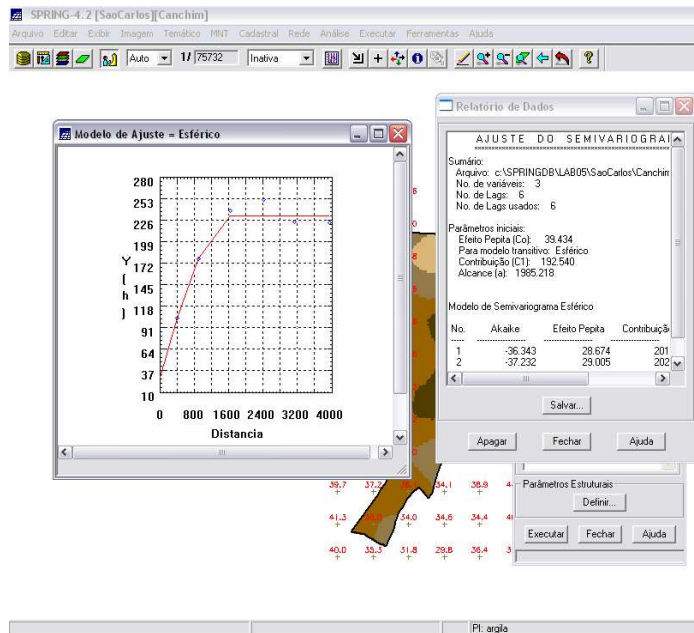 SPRING-4.2 [SaoCarlos][Canchim]
Arquivo Editar Exibir Imagem Temático MNT Cadastral Rede Análise Executar Ferramentas Ajuda
Auto 1/ 75732 Inativa
Modelo de Ajuste = Esférico
280
253
226
199
172
145
118
91
64
37
10
Y(h)
0 800 1600 2400 3200 4000
Distancia
Relatório de Dados
AJUSTE DO SEMIVARIOGRA
Sumário:
Arquivo: c:\SPRINGDB\LAB05\SaoCarlos\Canchim
No. de variáveis: 3
No. de Lags: 6
No. de Lags usados: 6
Parâmetros iniciais:
Efeito Pepita (Co): 39.434
Para modelo transitivo: Esférico
Contribuição (C1): 192.540
Alcance (a): 1985.218
Modelo de Semivariograma Esférico
No. Akaike Efeito Pepita Contribuiçã
1 -36.343 28.674 201
2 -37.232 29.005 202
Salvar...
Apagar Fechar Ajuda
Parâmetros Estruturais
Definir...
Executar Fechar Ajuda
39.7 37.2 34.1 38.9
41.3 34.0 34.6 34.4
40.0 35.3 31.8 29.8 36.4
PI: argila